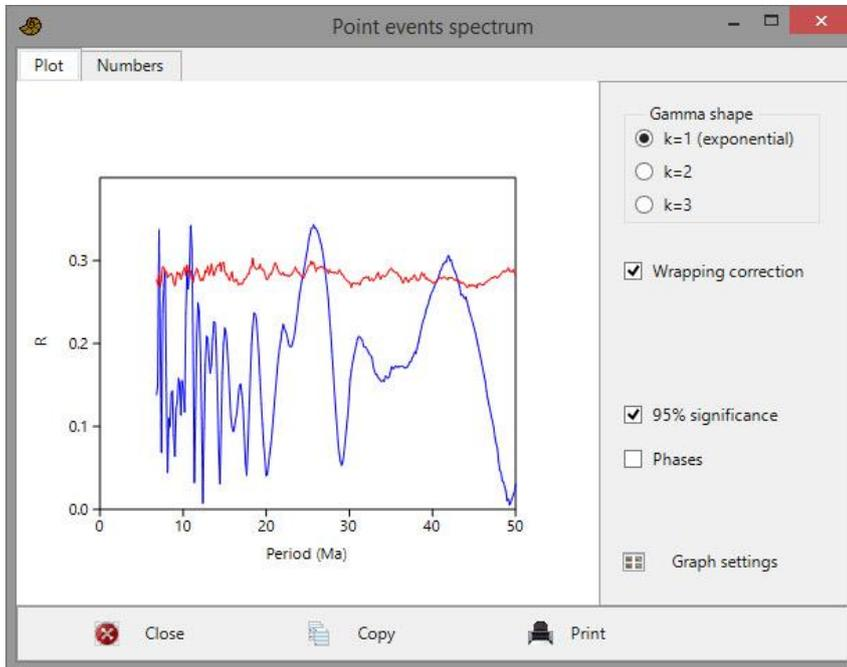 Point events spectrum
Plot
Numbers
Gamma shape
k=1 (exponential)
k=2
k=3
Wrapping correction
95% significance
Phases
Graph settings
R
0.3
0.2
0.1
0.0
0 10 20 30 40 50
Period (Ma)
Close
Copy
Print